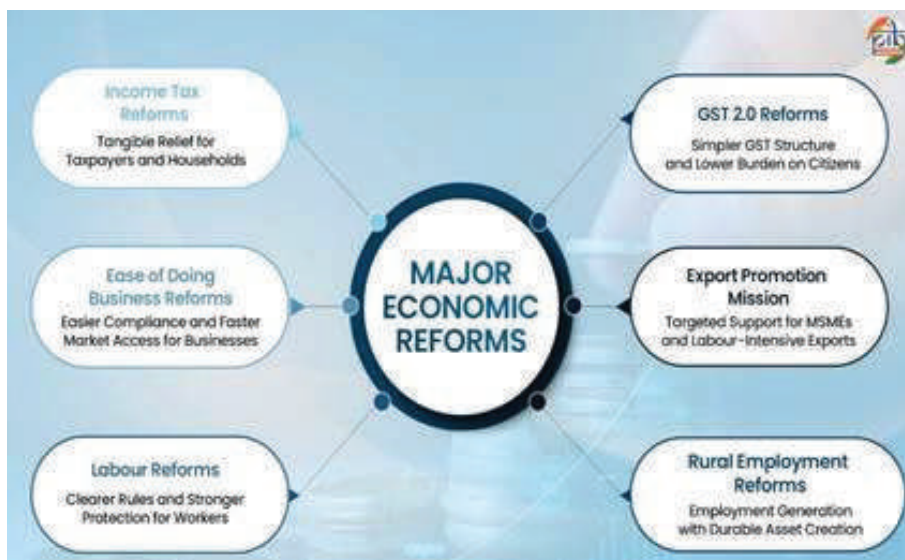 pib
Income Tax
Reforms
Tangible Relief for
Taxpayers and Households
Ease of Doing
Business Reforms
Easier Compliance and Faster
Market Access for Businesses
Labour Reforms
Clearer Rules and Stronger
Protection for Workers
MAJOR
ECONOMIC
REFORMS
GST 2.0 Reforms
Simpler GST Structure
and Lower Burden on Citizens
Export Promotion
Mission
Targeted Support for MSMEs
and Labour-Intensive Exports
Rural Employment
Reforms
Employment Generation
with Durable Asset Creation